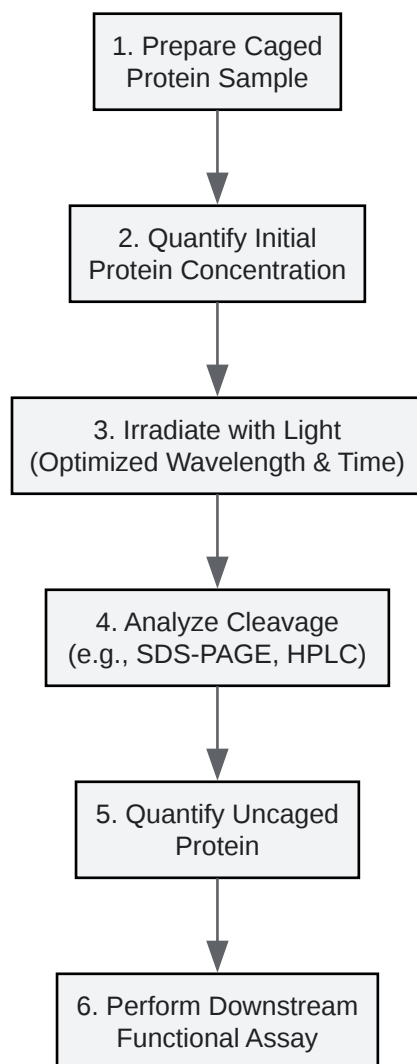 1. Prepare Caged
Protein Sample
2. Quantify Initial
Protein Concentration
3. Irradiate with Light
(Optimized Wavelength & Time)
4. Analyze Cleavage
(e.g., SDS-PAGE, HPLC)
5. Quantify Uncaged
Protein
6. Perform Downstream
Functional Assay